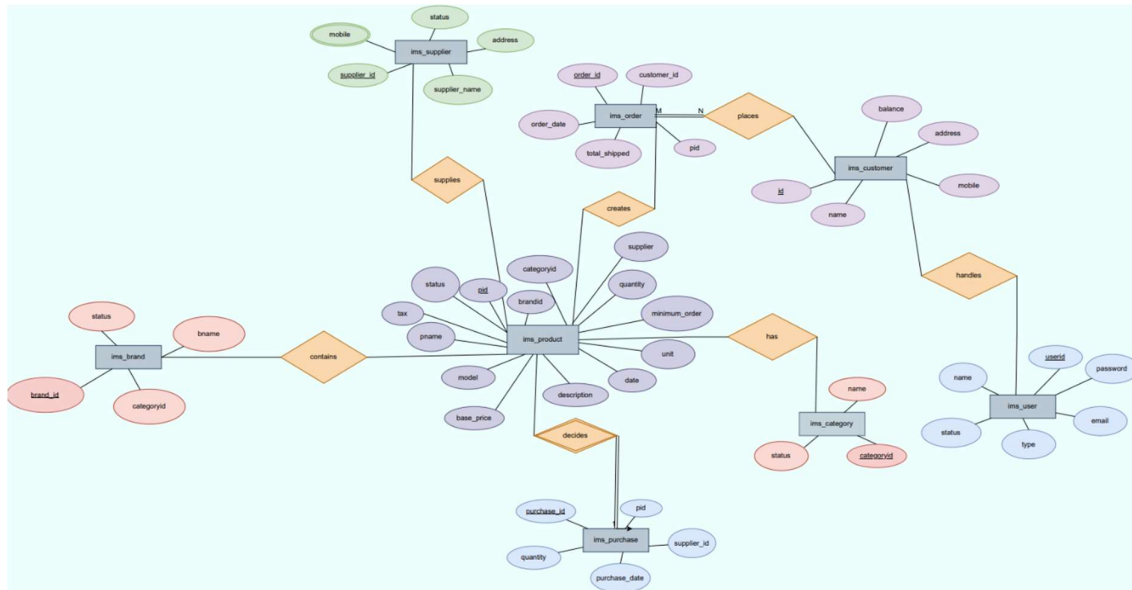 status
mobile
ims_supplier
address
supplier_id
supplier_name
order_id
customer_id
ims_order
M
N
places
order_date
total_shipped
pid
balance
address
ims_customer
id
mobile
name
supplies
creates
handles
supplier
categoryid
status
pid
quantity
brandid
tax
minimum_order
pname
ims_product
unit
model
date
description
base_price
status
bname
ims_brand
contains
brand_id
categoryid
has
name
ims_category
status
categoryid
userid
password
name
ims_user
email
status
type
decides
purchase_id
pid
ims_purchase
supplier_id
quantity
purchase_date